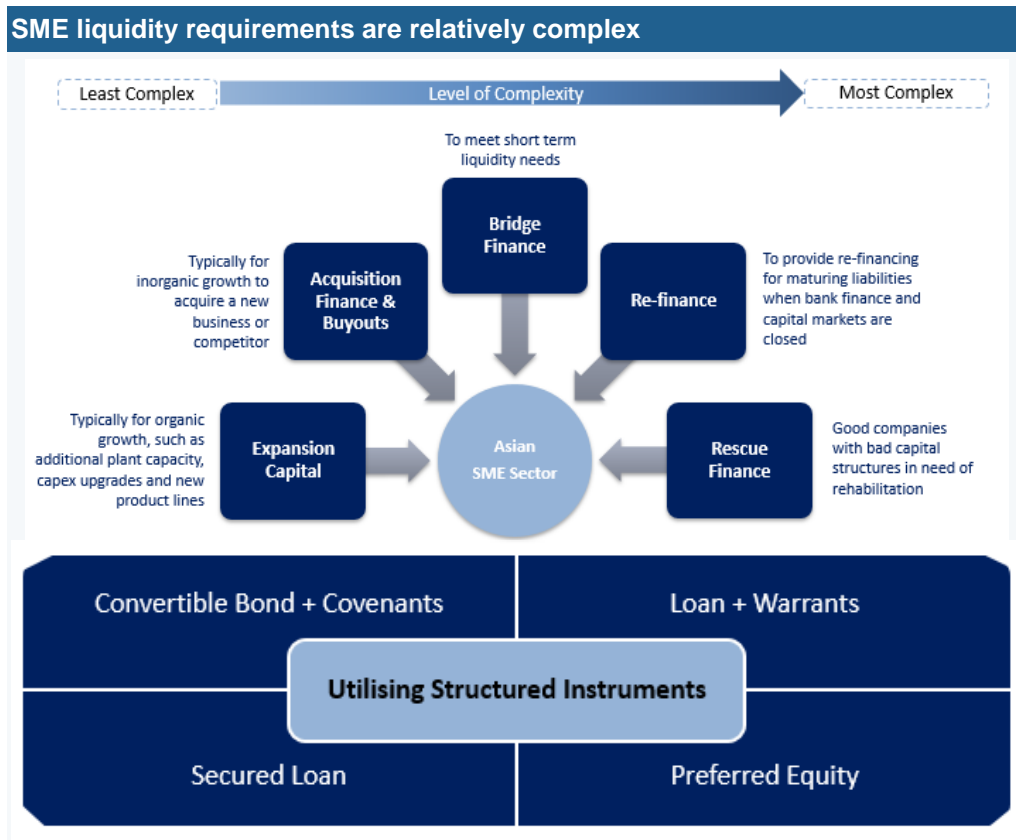 SME liquidity requirements are relatively complex
Least Complex
Level of Complexity
Most Complex
To meet short term
liquidity needs
Bridge
Finance
Typically for
inorganic growth to
acquire a new
business or
competitor
Acquisition
Finance &
Buyouts
Re-finance
To provide re-financing
for maturing liabilities
when bank finance and
capital markets are
closed
Typically for organic
growth, such as
additional plant capacity,
capex upgrades and new
product lines
Expansion
Capital
Asian
SME Sector
Rescue
Finance
Good companies
with bad capital
structures in need of
rehabilitation
Convertible Bond + Covenants
Loan + Warrants
Utilising Structured Instruments
Secured Loan
Preferred Equity